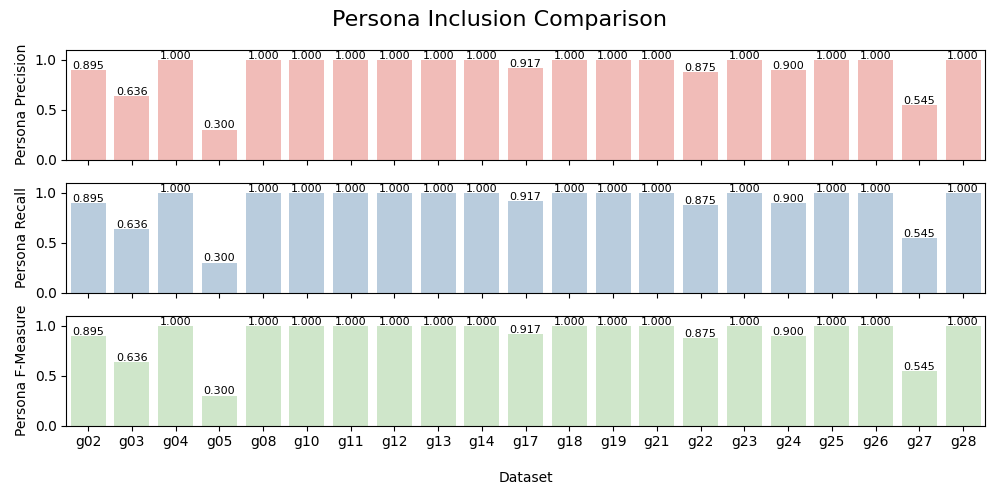 Persona Inclusion Comparison
Persona Precision
1.0
0.5
0.0
0.895 0.636 1.000 0.300 1.000 1.000 1.000 1.000 1.000 1.000 0.917 1.000 1.000 1.000 0.875 1.000 0.900 1.000 1.000 0.545 1.000
Persona Recall
1.0
0.5
0.0
0.895 0.636 1.000 0.300 1.000 1.000 1.000 1.000 1.000 1.000 0.917 1.000 1.000 1.000 0.875 1.000 0.900 1.000 1.000 0.545 1.000
Persona F-Measure
1.0
0.5
0.0
0.895 0.636 1.000 0.300 1.000 1.000 1.000 1.000 1.000 1.000 0.917 1.000 1.000 1.000 0.875 1.000 0.900 1.000 1.000 0.545 1.000
g02 g03 g04 g05 g08 g10 g11 g12 g13 g14 g17 g18 g19 g21 g22 g23 g24 g25 g26 g27 g28
Dataset